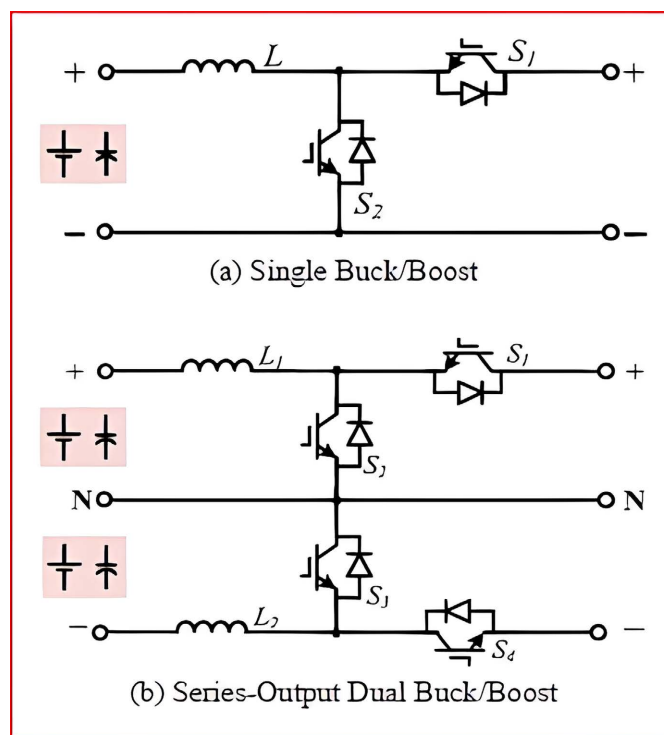 + L S₁ +
S₂
− −
(a) Single Buck/Boost
+ L₁ S₁ +
S₂
N N
S₃
− L₂ S₄ −
(b) Series-Output Dual Buck/Boost